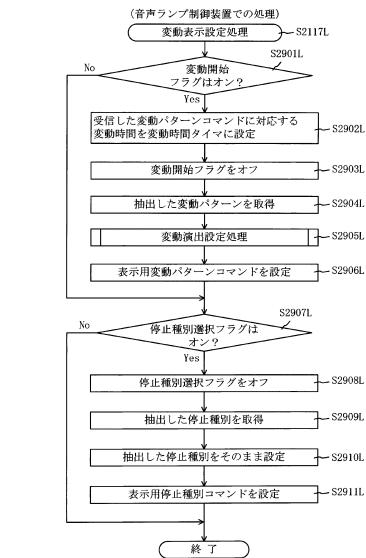 (音声ランプ制御装置での処理)
変動表示設定処理
S2117L
S2901L
No
変動開始
フラグはオン?
Yes
受信した変動パターンコマンドに対応する
変動時間を変動時間タイマに設定
S2902L
変動開始フラグをオフ
S2903L
抽出した変動パターンを取得
S2904L
変動演出設定処理
S2905L
表示用変動パターンコマンドを設定
S2906L
S2907L
No
停止種別選択フラグは
オン?
Yes
停止種別選択フラグをオフ
S2908L
抽出した停止種別を取得
S2909L
抽出した停止種別をそのまま設定
S2910L
表示用停止種別コマンドを設定
S2911L
終了